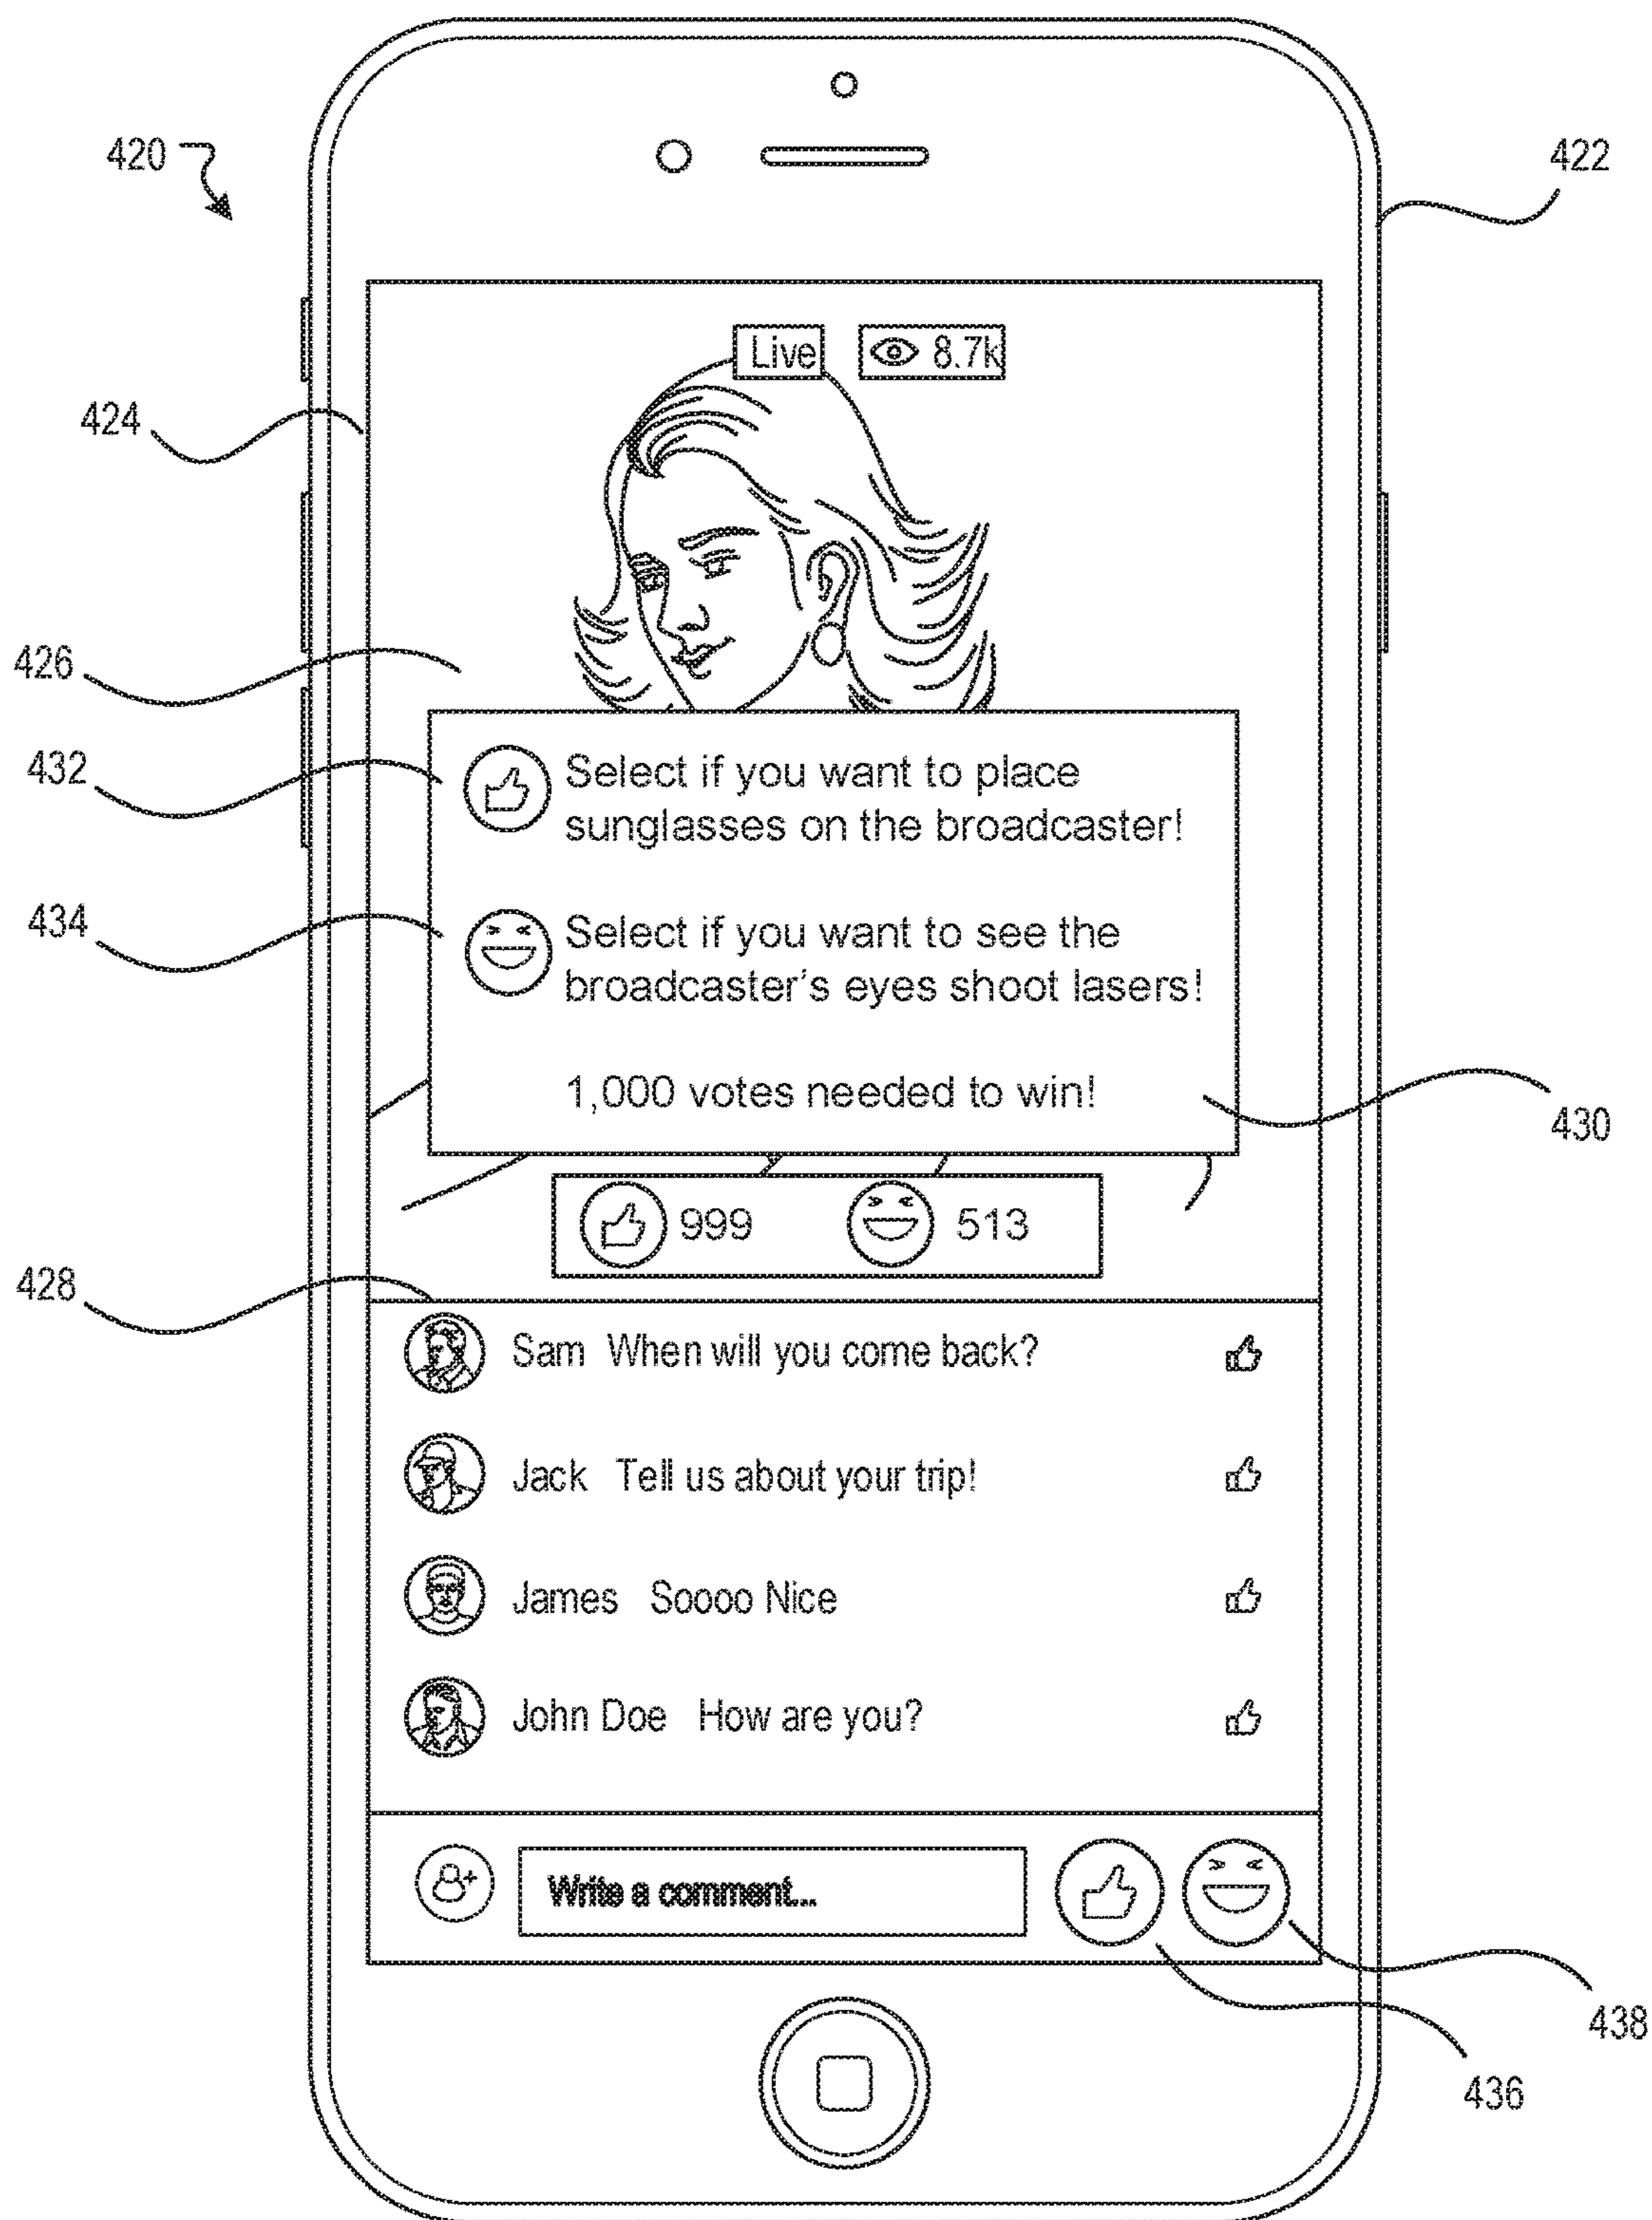 420
422
Live 8.7k
424
426
432
Select if you want to place
sunglasses on the broadcaster!
434
Select if you want to see the
broadcaster's eyes shoot lasers!
1,000 votes needed to win!
430
999 513
428
Sam When will you come back?
Jack Tell us about your trip!
James Soooo Nice
John Doe How are you?
Write a comment...
438
436